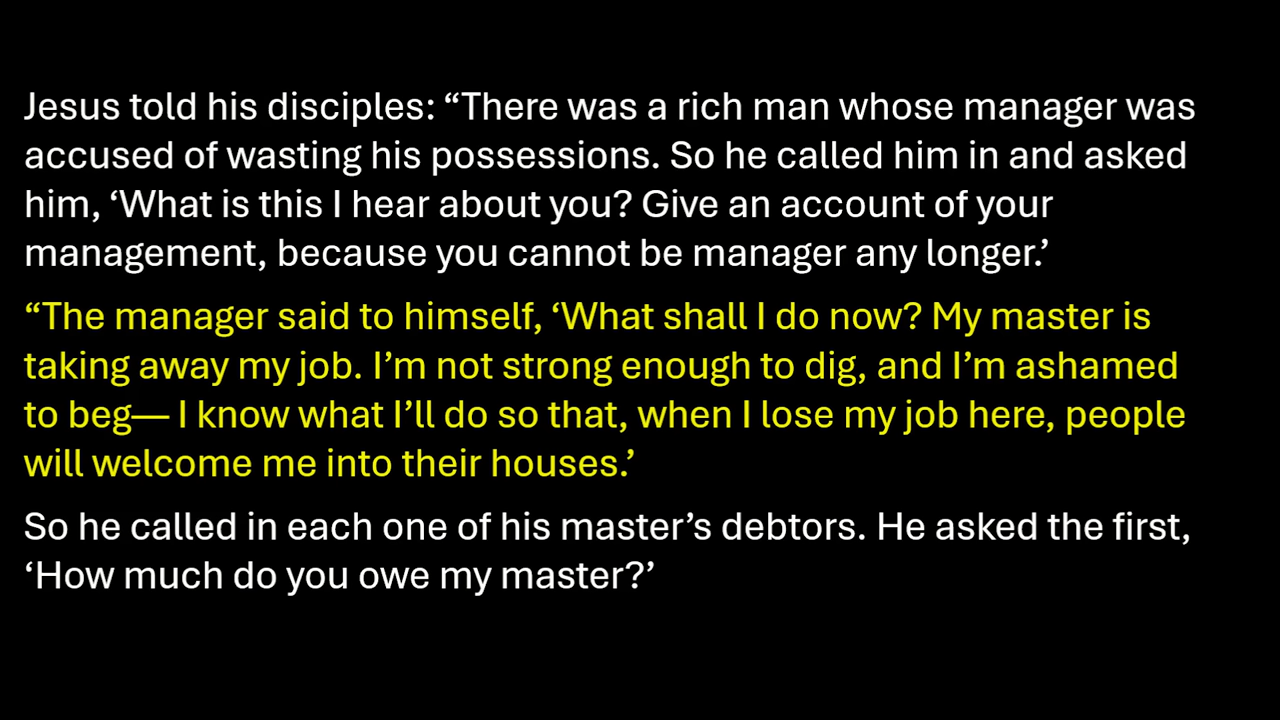 Jesus told his disciples: “There was a rich man whose manager was
accused of wasting his possessions. So he called him in and asked
him, ‘What is this I hear about you? Give an account of your
management, because you cannot be manager any longer.’
“The manager said to himself, ‘What shall I do now? My master is
taking away my job. I’m not strong enough to dig, and I’m ashamed
to beg— I know what I’ll do so that, when I lose my job here, people
will welcome me into their houses.’
So he called in each one of his master’s debtors. He asked the first,
‘How much do you owe my master?’